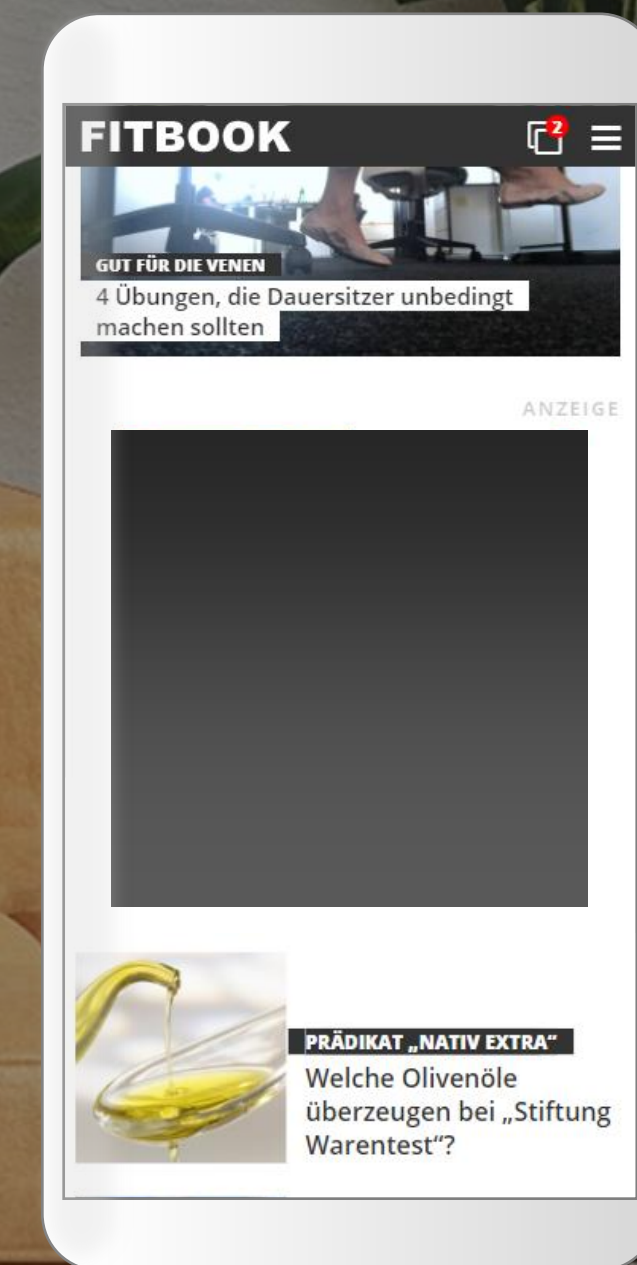 FITBOOK
2
GUT FÜR DIE VENEN
4 Übungen, die Dauersitzer unbedingt
machen sollten
ANZEIGE
PRÄDIKAT „NATIV EXTRA“
Welche Olivenöle
überzeugen bei „Stiftung
Warentest“?